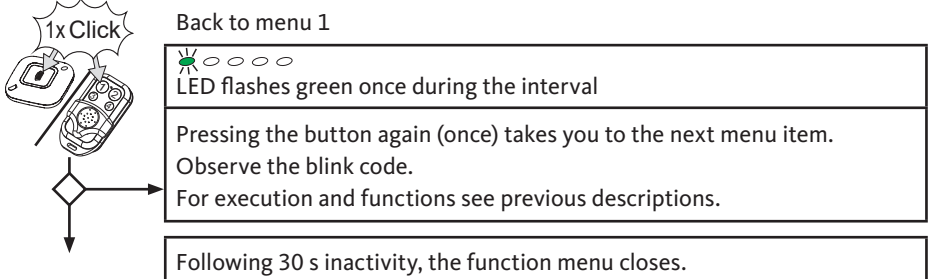 1x Click
Back to menu 1
LED flashes green once during the interval
Pressing the button again (once) takes you to the next menu item.
Observe the blink code.
For execution and functions see previous descriptions.
Following 30 s inactivity, the function menu closes.